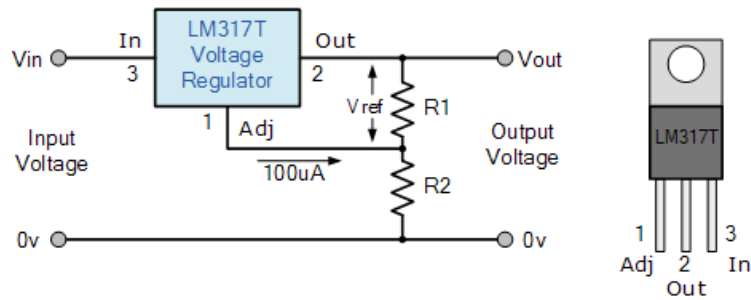 LM317T
Voltage
Regulator
In
Out
Vin
3
2
Vout
1
Adj
Vref
R1
Input
Voltage
100uA
R2
Output
Voltage
0v
0v
LM317T
1
2
3
Adj
Out
In